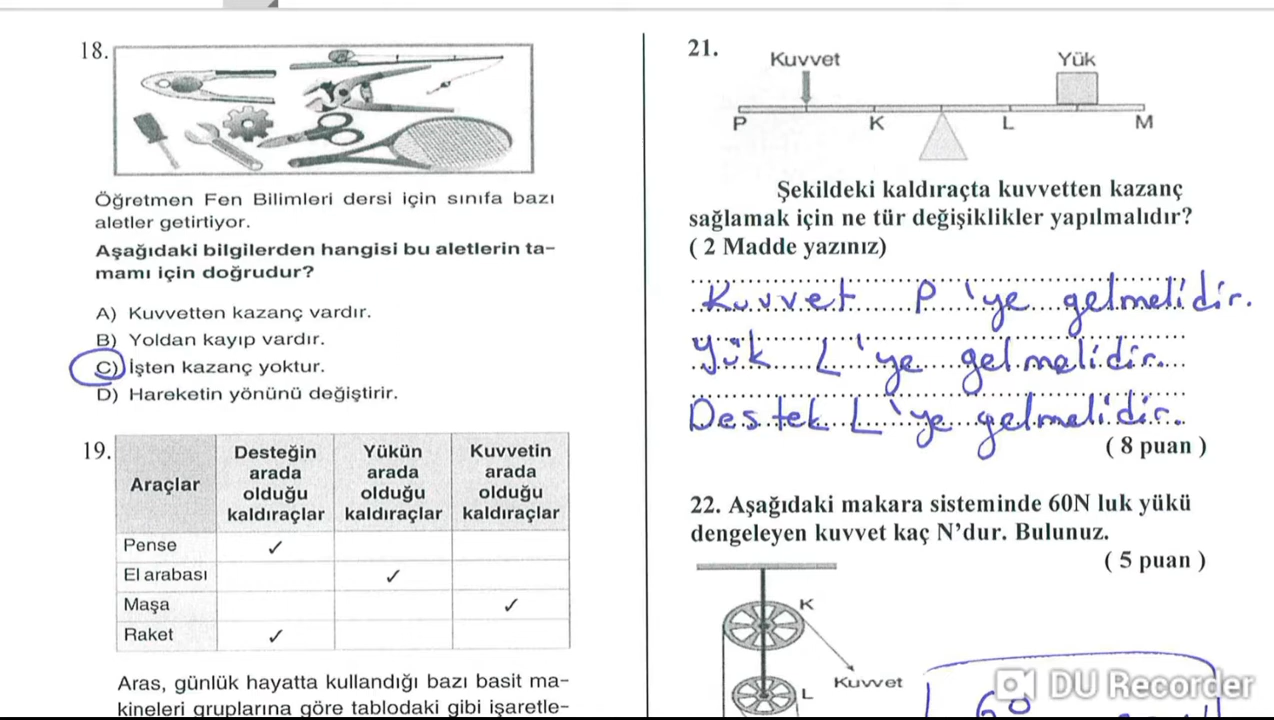 18.
Öğretmen Fen Bilimleri dersi için sınıfa bazı
aletler getirtiyor.
Aşağıdaki bilgilerden hangisi bu aletlerin ta-
mamı için doğrudur?
A) Kuvvetten kazanç vardır.
B) Yoldan kayıp vardır.
C) İşten kazanç yoktur.
D) Hareketin yönünü değiştirir.
19.
Araçlar
Desteğin
arada
olduğu
kaldıraçlar
Yükün
arada
olduğu
kaldıraçlar
Kuvvetin
arada
olduğu
kaldıraçlar
Pense ✓
El arabası ✓
Maşa ✓
Raket ✓
Aras, günlük hayatta kullandığı bazı basit ma-
kineleri gruplarına göre tablodaki gibi işaretle-
21.
Kuvvet Yük
P K L M
Şekildeki kaldıraçta kuvvetten kazanç
sağlamak için ne tür değişiklikler yapılmalıdır?
( 2 Madde yazınız)
Kuvvet P'ye gelmelidir.
Yük L'ye gelmelidir.
Destek L'ye gelmelidir.
( 8 puan )
22. Aşağıdaki makara sisteminde 60N luk yükü
dengeleyen kuvvet kaç N'dur. Bulunuz.
( 5 puan )
K
Kuvvet
L
60
DU Recorder